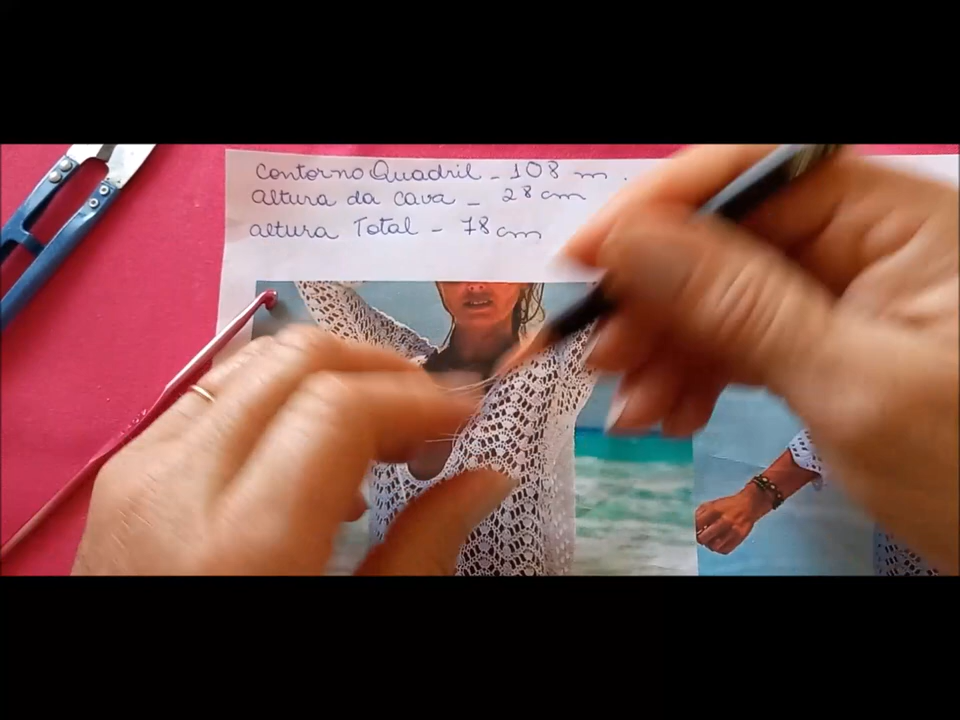 Contorno Quadril - 108 m.
altura da cava - 28 cm
altura Total - 78 cm